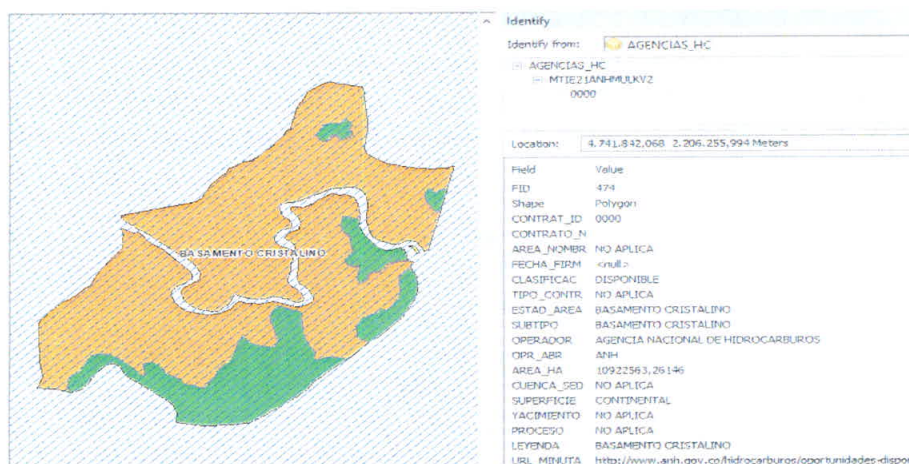 BASAMENTO CRISTALINO
Identify
Identify from: AGENCIAS_HC
AGENCIAS_HC
MTIE21ANHMULKV2
0000
Location: 4.741.842,068 2.206.255,994 Meters
Field Value
FID 474
Shape Polygon
CONTRAT_ID 0000
CONTRATO_N
AREA_NOMBR NO APLICA
FECHA_FIRM <null>
CLASIFICAC DISPONIBLE
TIPO_CONTR NO APLICA
ESTAD_AREA BASAMENTO CRISTALINO
SUBTIPO BASAMENTO CRISTALINO
OPERADOR AGENCIA NACIONAL DE HIDROCARBUROS
OPR_ABR ANH
AREA_HA 10922563,26146
CUENCA_SED NO APLICA
SUPERFICIE CONTINENTAL
YACIMIENTO NO APLICA
PROCESO NO APLICA
LEYENDA BASAMENTO CRISTALINO
URL_MINUTA http://www.anh.gov.co/hidrocarburos/oportunidades-dispor